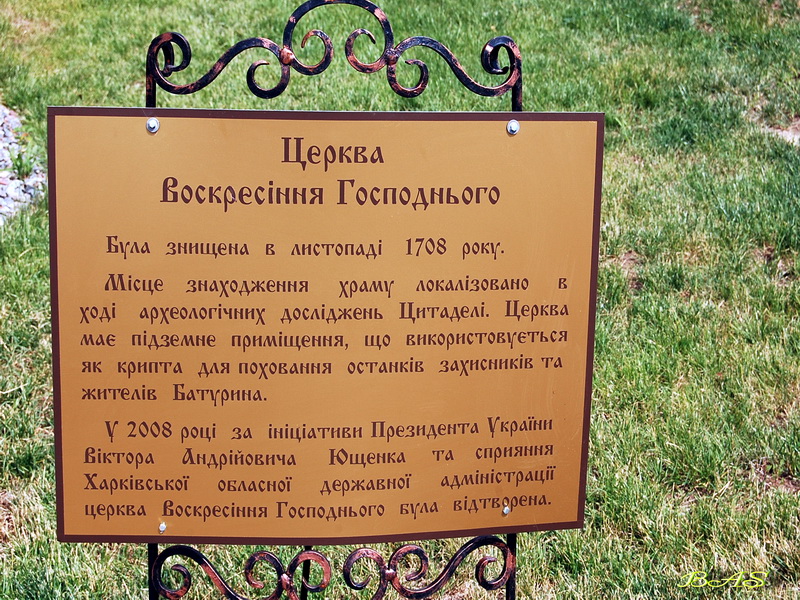 Церква
Воскресіння Господнього
Була знищена в листопаді 1708 року.
Місце знаходження храму локалізовано в
ході археологічних досліджень Цитаделі. Церква
має підземне приміщення, що використовується
як крипта для поховання останків захисників та
жителів Батурина.
У 2008 році за ініціативи Президента України
Віктора Андрійовича Ющенка та сприяння
Харківської обласної державної адміністрації
церква Воскресіння Господнього була відтворена.
BAS